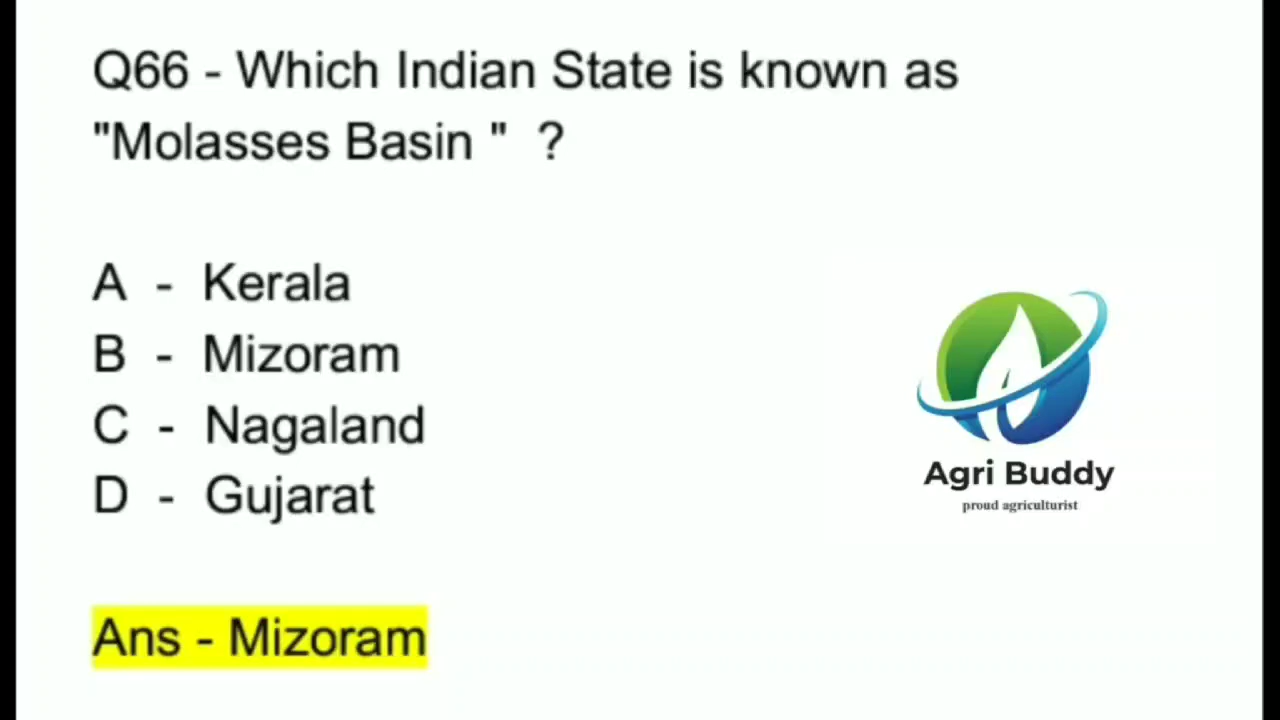 Q66 - Which Indian State is known as
"Molasses Basin " ?
A - Kerala
B - Mizoram
C - Nagaland
D - Gujarat
Agri Buddy
proud agriculturist
Ans - Mizoram